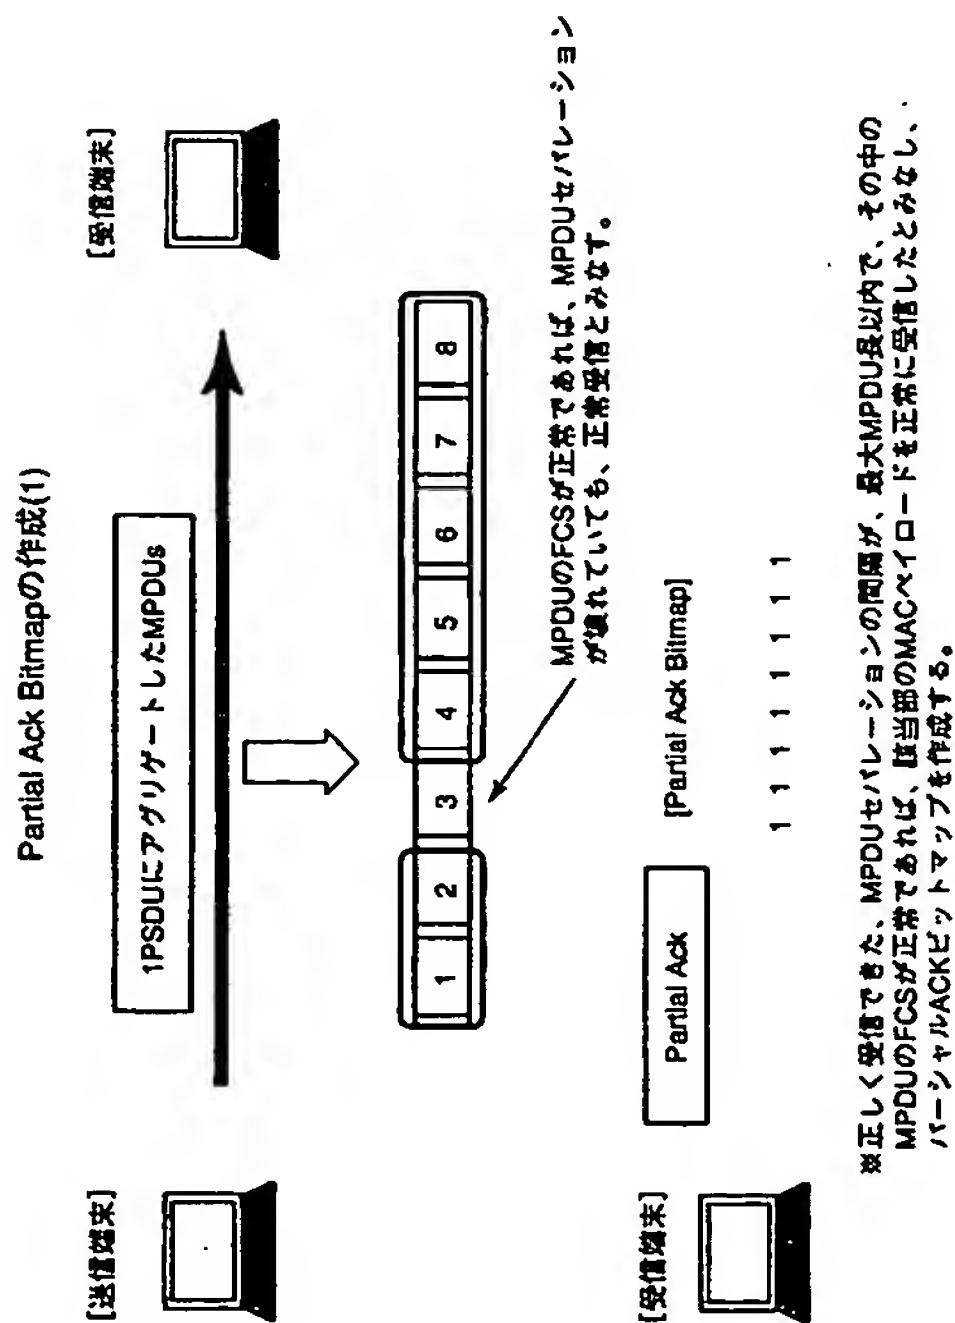 Partial Ack Bitmapの作成(1)
[送信端末]
[受信端末]
1PSDUにアグリゲートしたMPDUs
1 2 3 4 5 6 7 8
MPDUのFCSが正常であれば、MPDUセパレーション
が壊れていても、正常受信とみなす。
[受信端末]
Partial Ack
[Partial Ack Bitmap]
1 1 1 1 1 1 1 1
※正しく受信できた、MPDUセパレーションの間隔が、最大MPDU長以内で、その中の
MPDUのFCSが正常であれば、該当部のMACペイロードを正常に受信したとみなし、
パーシャルACKビットマップを作成する。